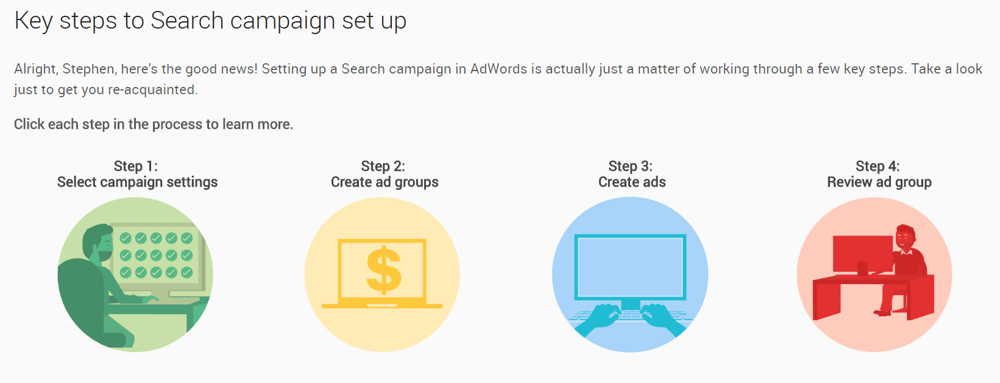 Key steps to Search campaign set up
Alright, Stephen, here’s the good news! Setting up a Search campaign in AdWords is actually just a matter of working through a few key steps. Take a look
just to get you re-acquainted.
Click each step in the process to learn more.
Step 1:
Select campaign settings
Step 2:
Create ad groups
$
Step 3:
Create ads
Step 4:
Review ad group